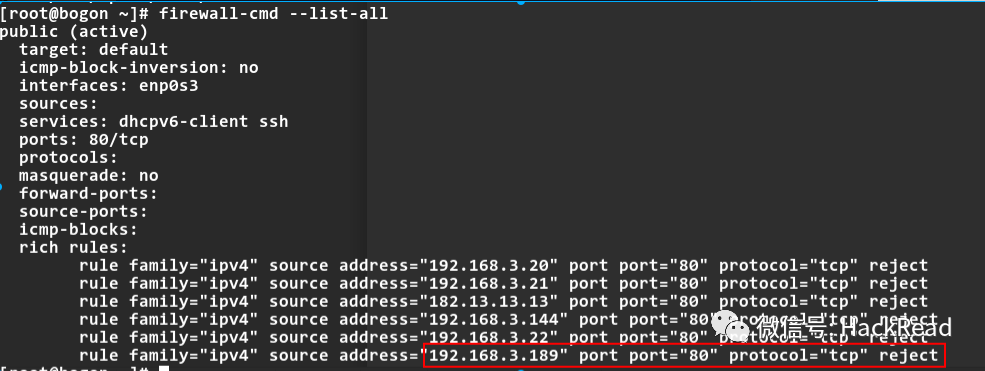 [root@bogon ~]# firewall-cmd --list-all
public (active)
target: default
icmp-block-inversion: no
interfaces: enp0s3
sources:
services: dhcpv6-client ssh
ports: 80/tcp
protocols:
masquerade: no
forward-ports:
source-ports:
icmp-blocks:
rich rules:
rule family="ipv4" source address="192.168.3.20" port port="80" protocol="tcp" reject
rule family="ipv4" source address="192.168.3.21" port port="80" protocol="tcp" reject
rule family="ipv4" source address="182.13.13.13" port port="80" protocol="tcp" reject
rule family="ipv4" source address="192.168.3.144" port port="80" protocol="tcp" reject
rule family="ipv4" source address="192.168.3.22" port port="80" protocol="tcp" reject
微信号: HackRead
rule family="ipv4" source address="192.168.3.189" port port="80" protocol="tcp" reject
[root@bogon ~]#